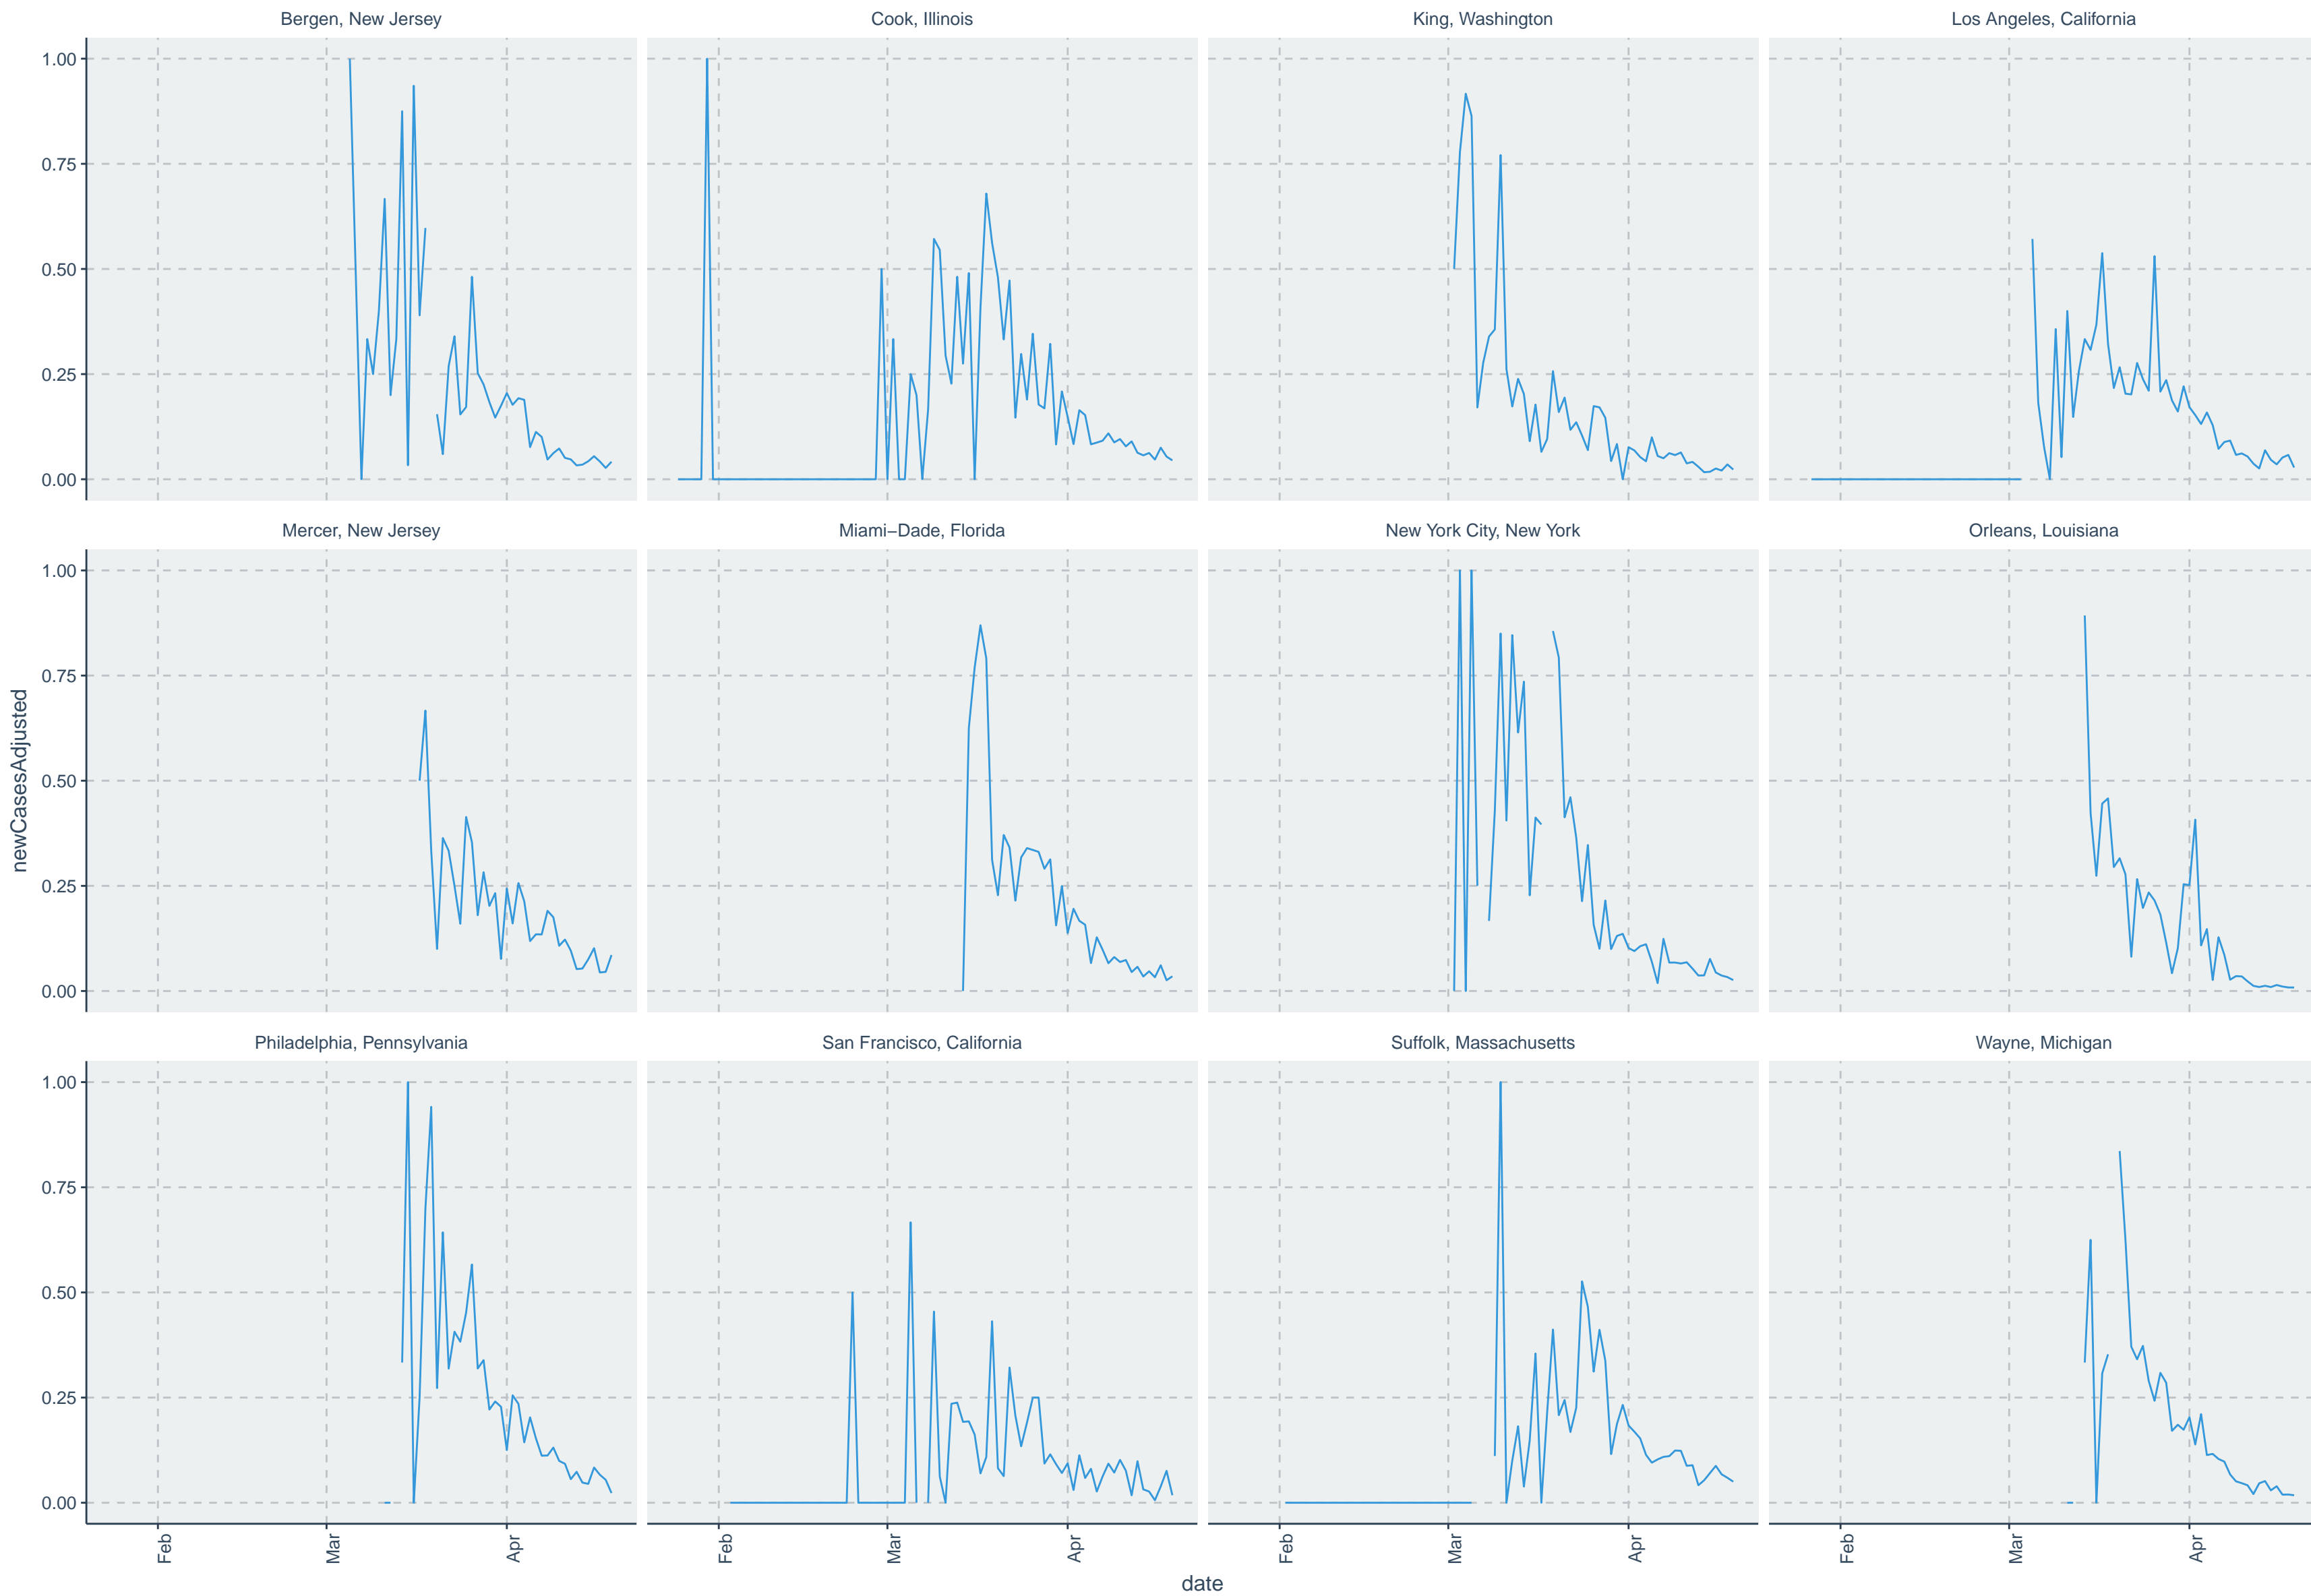 Bergen, New Jersey
Cook, Illinois
King, Washington
Los Angeles, California
1.00
0.75
0.50
0.25
0.00
Mercer, New Jersey
Miami−Dade, Florida
New York City, New York
Orleans, Louisiana
1.00
0.75
0.50
0.25
0.00
newCasesAdjusted
Philadelphia, Pennsylvania
San Francisco, California
Suffolk, Massachusetts
Wayne, Michigan
1.00
0.75
0.50
0.25
0.00
Feb
Mar
Apr
Feb
Mar
Apr
Feb
Mar
Apr
Feb
Mar
Apr
date